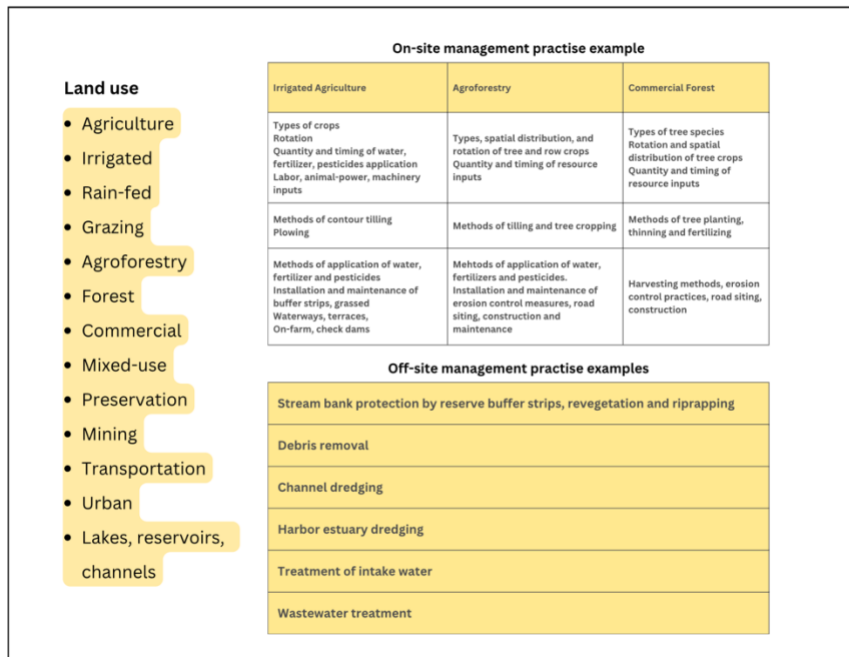 Land use
• Agriculture
• Irrigated
• Rain-fed
• Grazing
• Agroforestry
• Forest
• Commercial
• Mixed-use
• Preservation
• Mining
• Transportation
• Urban
• Lakes, reservoirs,
channels
On-site management practise example
Irrigated Agriculture
Agroforestry
Commercial Forest
Types of crops
Rotation
Quantity and timing of water,
fertilizer, pesticides application
Labor, animal-power, machinery
inputs
Types, spatial distribution, and
rotation of tree and row crops
Quantity and timing of resource
inputs
Types of tree species
Rotation and spatial
distribution of tree crops
Quantity and timing of
resource inputs
Methods of contour tilling
Plowing
Methods of tilling and tree cropping
Methods of tree planting,
thinning and fertilizing
Methods of application of water,
fertilizer and pesticides
Installation and maintenance of
buffer strips, grassed
Waterways, terraces,
On-farm, check dams
Mehtods of application of water,
fertilizers and pesticides.
Installation and maintenance of
erosion control measures, road
siting, construction and
maintenance
Harvesting methods, erosion
control practices, road siting,
construction
Off-site management practise examples
Stream bank protection by reserve buffer strips, revegetation and riprapping
Debris removal
Channel dredging
Harbor estuary dredging
Treatment of intake water
Wastewater treatment